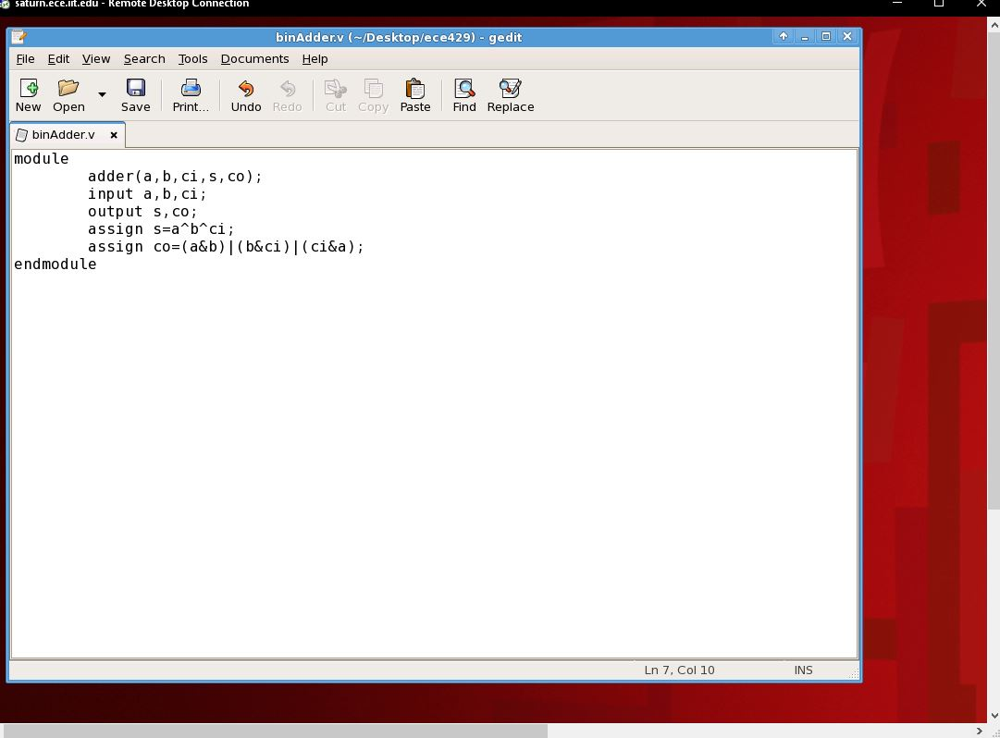 saturn.ece.iit.edu - Remote Desktop Connection
binAdder.v (~/Desktop/ece429) - gedit
File Edit View Search Tools Documents Help
New Open Save Print... Undo Redo Cut Copy Paste Find Replace
binAdder.v
module
adder(a,b,ci,s,co);
input a,b,ci;
output s,co;
assign s=a^b^ci;
assign co=(a&b)|(b&ci)|(ci&a);
endmodule
Ln 7, Col 10 INS